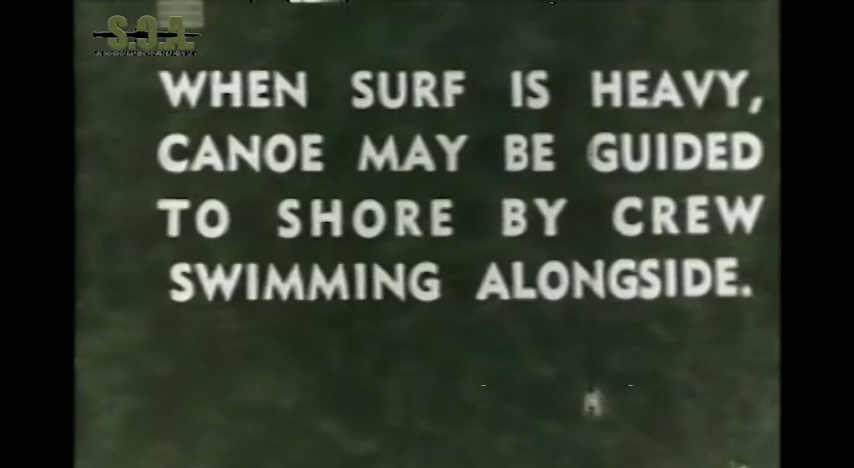 S.O.A.
WHEN SURF IS HEAVY,
CANOE MAY BE GUIDED
TO SHORE BY CREW
SWIMMING ALONGSIDE.